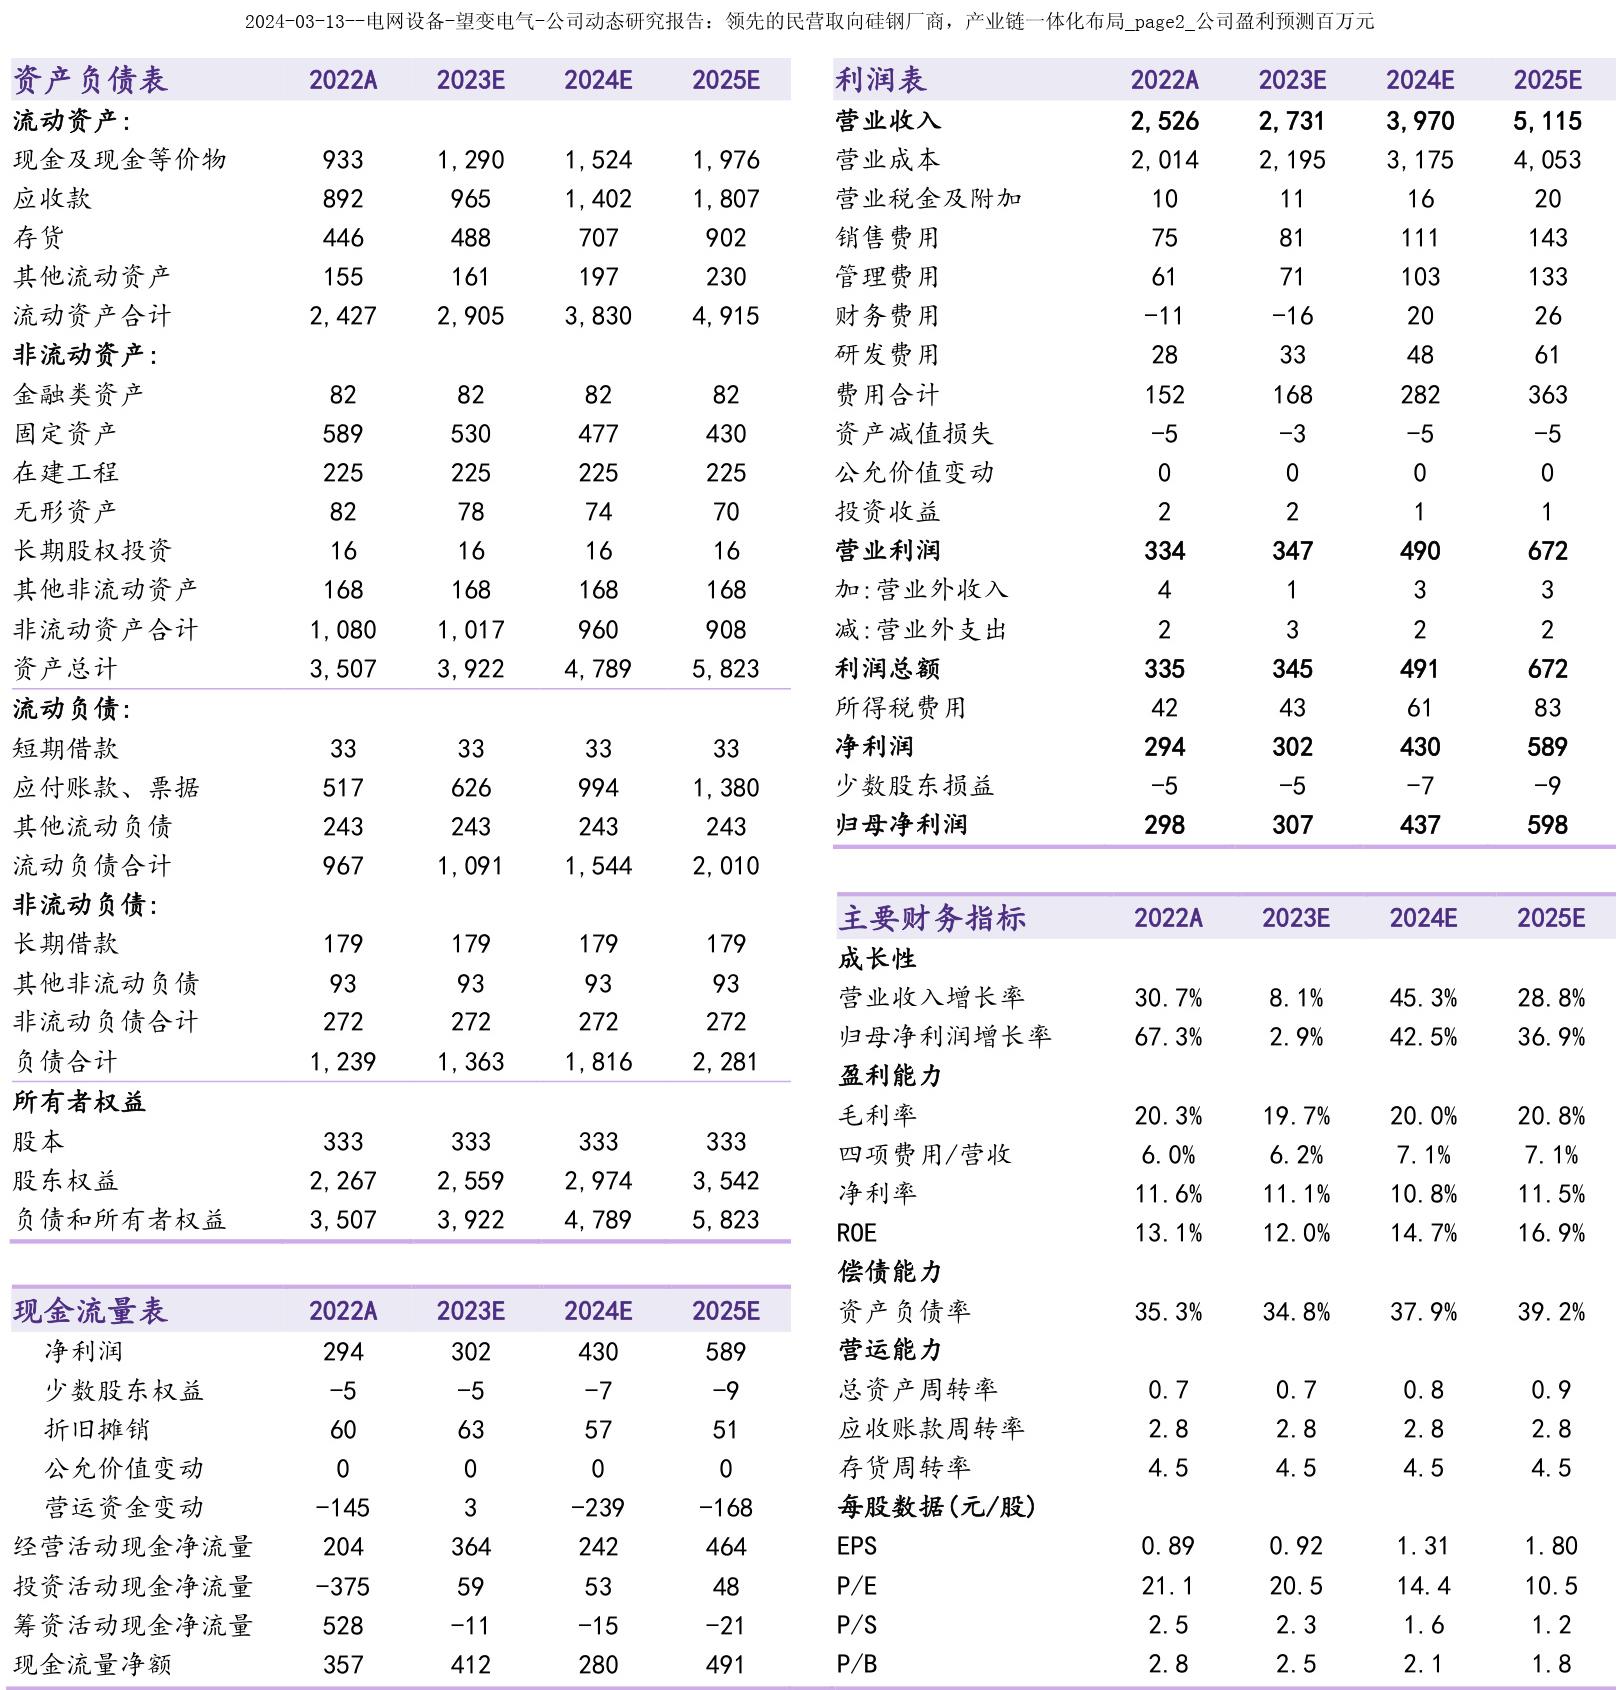 2024-03-13--电网设备-望变电气-公司动态研究报告：领先的民营取向硅钢厂商，产业链一体化布局_page2_公司盈利预测百万元
资产负债表 2022A 2023E 2024E 2025E
流动资产:
现金及现金等价物 933 1,290 1,524 1,976
应收款 892 965 1,402 1,807
存货 446 488 707 902
其他流动资产 155 161 197 230
流动资产合计 2,427 2,905 3,830 4,915
非流动资产:
金融类资产 82 82 82 82
固定资产 589 530 477 430
在建工程 225 225 225 225
无形资产 82 78 74 70
长期股权投资 16 16 16 16
其他非流动资产 168 168 168 168
非流动资产合计 1,080 1,017 960 908
资产总计 3,507 3,922 4,789 5,823
流动负债:
短期借款 33 33 33 33
应付账款、票据 517 626 994 1,380
其他流动负债 243 243 243 243
流动负债合计 967 1,091 1,544 2,010
非流动负债:
长期借款 179 179 179 179
其他非流动负债 93 93 93 93
非流动负债合计 272 272 272 272
负债合计 1,239 1,363 1,816 2,281
所有者权益
股本 333 333 333 333
股东权益 2,267 2,559 2,974 3,542
负债和所有者权益 3,507 3,922 4,789 5,823
现金流量表 2022A 2023E 2024E 2025E
净利润 294 302 430 589
少数股东权益 -5 -5 -7 -9
折旧摊销 60 63 57 51
公允价值变动 0 0 0 0
营运资金变动 -145 3 -239 -168
经营活动现金净流量 204 364 242 464
投资活动现金净流量 -375 59 53 48
筹资活动现金净流量 528 -11 -15 -21
现金流量净额 357 412 280 491
利润表 2022A 2023E 2024E 2025E
营业收入 2,526 2,731 3,970 5,115
营业成本 2,014 2,195 3,175 4,053
营业税金及附加 10 11 16 20
销售费用 75 81 111 143
管理费用 61 71 103 133
财务费用 -11 -16 20 26
研发费用 28 33 48 61
费用合计 152 168 282 363
资产减值损失 -5 -3 -5 -5
公允价值变动 0 0 0 0
投资收益 2 2 1 1
营业利润 334 347 490 672
加:营业外收入 4 1 3 3
减:营业外支出 2 3 2 2
利润总额 335 345 491 672
所得税费用 42 43 61 83
净利润 294 302 430 589
少数股东损益 -5 -5 -7 -9
归母净利润 298 307 437 598
主要财务指标 2022A 2023E 2024E 2025E
成长性
营业收入增长率 30.7% 8.1% 45.3% 28.8%
归母净利润增长率 67.3% 2.9% 42.5% 36.9%
盈利能力
毛利率 20.3% 19.7% 20.0% 20.8%
四项费用/营收 6.0% 6.2% 7.1% 7.1%
净利率 11.6% 11.1% 10.8% 11.5%
ROE 13.1% 12.0% 14.7% 16.9%
偿债能力
资产负债率 35.3% 34.8% 37.9% 39.2%
营运能力
总资产周转率 0.7 0.7 0.8 0.9
应收账款周转率 2.8 2.8 2.8 2.8
存货周转率 4.5 4.5 4.5 4.5
每股数据(元/股)
EPS 0.89 0.92 1.31 1.80
P/E 21.1 20.5 14.4 10.5
P/S 2.5 2.3 1.6 1.2
P/B 2.8 2.5 2.1 1.8